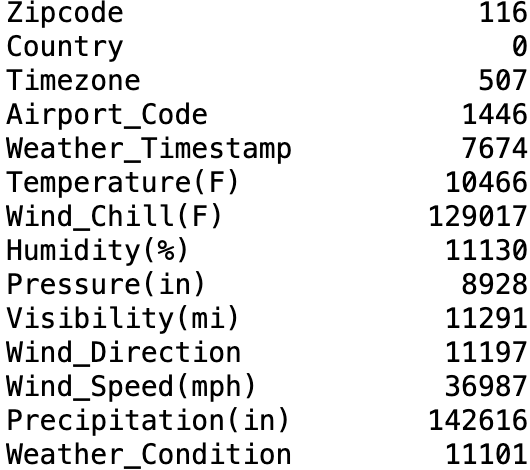 Zipcode 116
Country 0
Timezone 507
Airport_Code 1446
Weather_Timestamp 7674
Temperature(F) 10466
Wind_Chill(F) 129017
Humidity(%) 11130
Pressure(in) 8928
Visibility(mi) 11291
Wind_Direction 11197
Wind_Speed(mph) 36987
Precipitation(in) 142616
Weather_Condition 11101